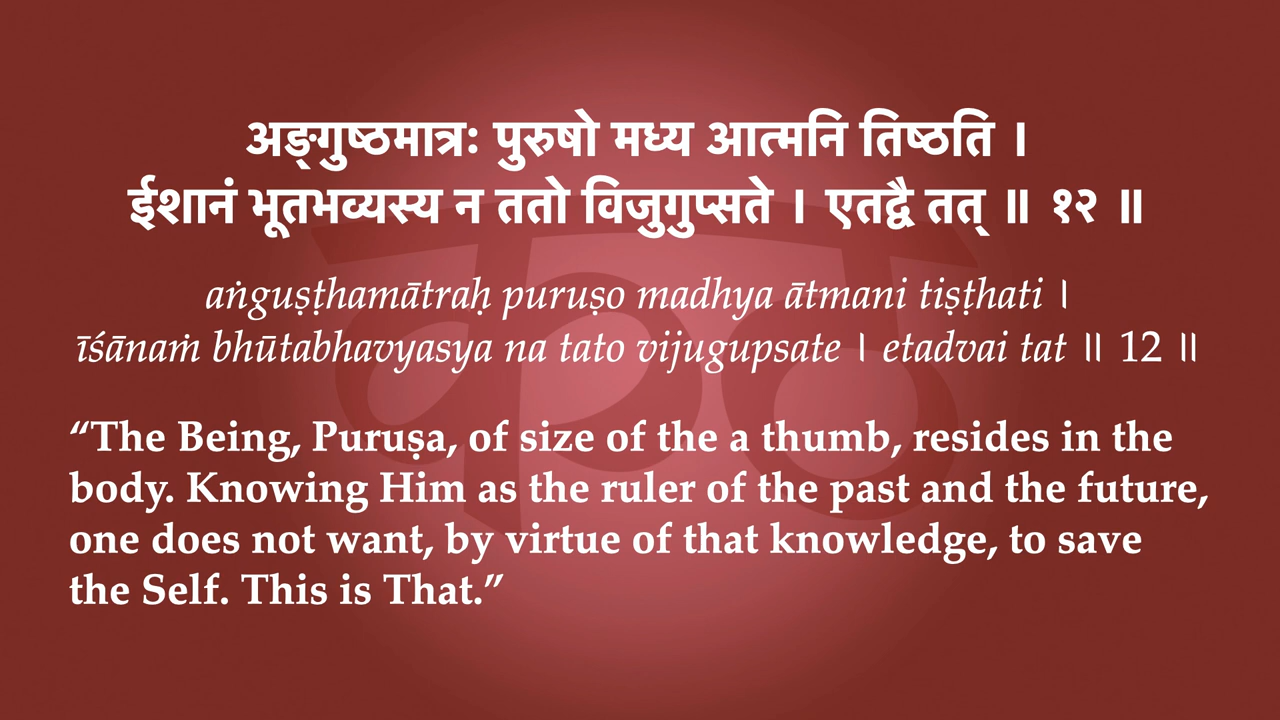 अङ्गुष्ठमात्रः पुरुषो मध्य आत्मनि तिष्ठति ।
ईशानं भूतभव्यस्य न ततो विजुगुप्सते । एतद्वै तत् ॥ १२ ॥
aṅguṣṭhamātraḥ puruṣo madhya ātmani tiṣṭhati ।
īśānaṁ bhūtabhavyasya na tato vijugupsate । etadvai tat ॥ 12 ॥
“The Being, Puruṣa, of size of the a thumb, resides in the
body. Knowing Him as the ruler of the past and the future,
one does not want, by virtue of that knowledge, to save
the Self. This is That.”